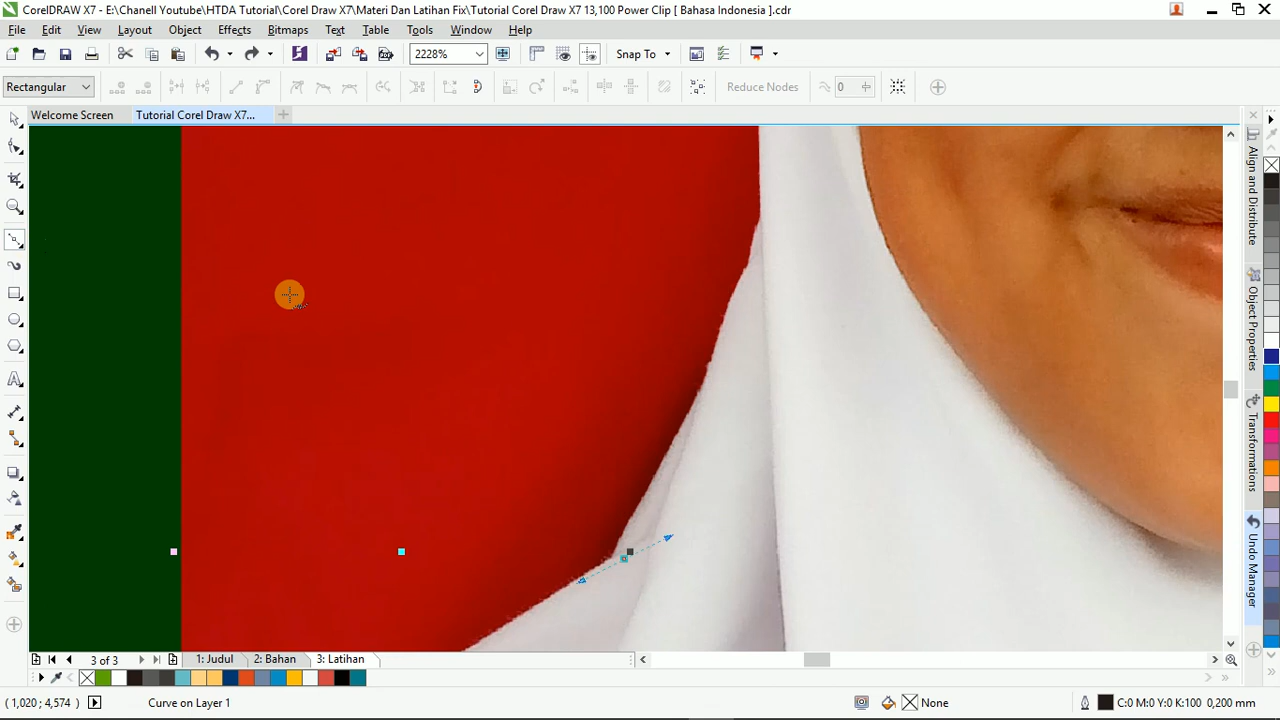 CorelDRAW X7 - E:\Chanell Youtube\HTDA Tutorial\Corel Draw X7\Materi Dan Latihan Fix\Tutorial Corel Draw X7 13,100 Power Clip [ Bahasa Indonesia ].cdr
File Edit View Layout Object Effects Bitmaps Text Table Tools Window Help
2228% Snap To
Rectangular Reduce Nodes 0
Welcome Screen Tutorial Corel Draw X7...
Align and Distribute
Object Properties
Transformations
Undo Manager
3 of 3 1: Judul 2: Bahan 3: Latihan
( 1,020 ; 4,574 ) Curve on Layer 1 None C:0 M:0 Y:0 K:100 0,200 mm